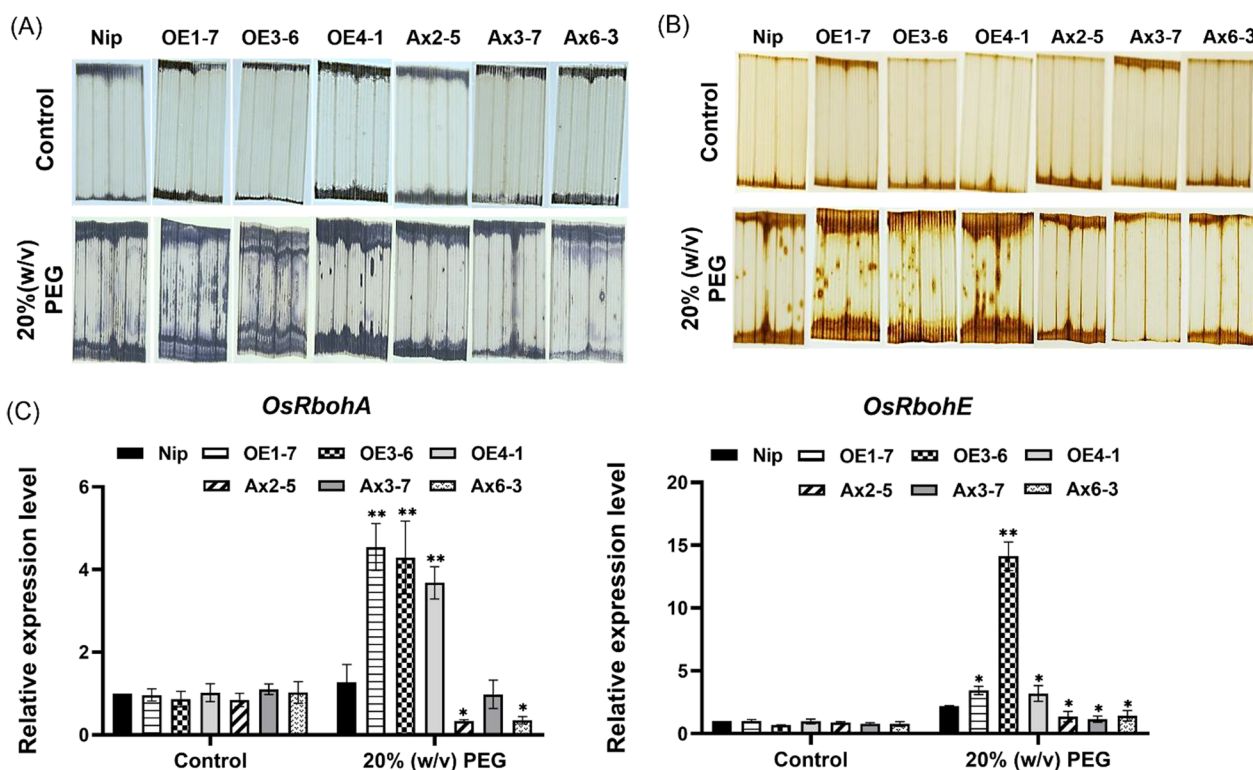 (A)
Nip OE1-7 OE3-6 OE4-1 Ax2-5 Ax3-7 Ax6-3
Control
20%(w/v)
PEG
(B)
Nip OE1-7 OE3-6 OE4-1 Ax2-5 Ax3-7 Ax6-3
Control
20% (w/v)
PEG
(C)
OsRbohA
Nip OE1-7 OE3-6 OE4-1
Ax2-5 Ax3-7 Ax6-3
Relative expression level
6
4
2
0
** ** **
* *
Control 20% (w/v) PEG
OsRbohE
Nip OE1-7 OE3-6 OE4-1
Ax2-5 Ax3-7 Ax6-3
Relative expression level
20
15
10
5
0
**
* * * * *
Control 20% (w/v) PEG